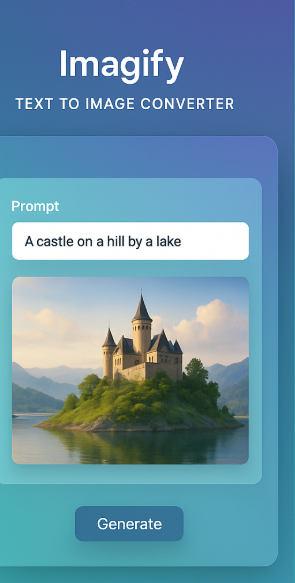 Imagify
TEXT TO IMAGE CONVERTER
Prompt
A castle on a hill by a lake
Generate